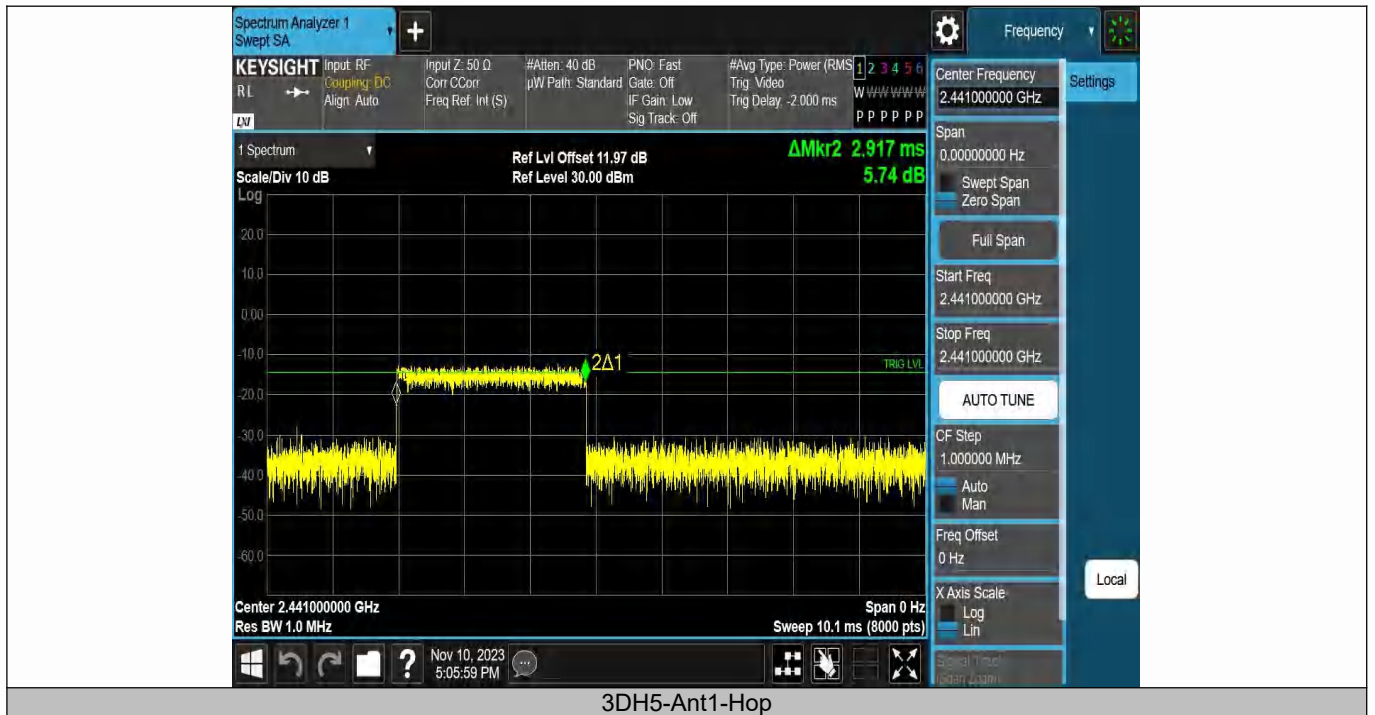 Spectrum Analyzer 1
Swept SA
+
Frequency
KEYSIGHT
RL
LXI
Input: RF
Coupling: DC
Align: Auto
Input Z: 50 Ω
Corr CCorr
Freq Ref: Int (S)
#Atten: 40 dB
µW Path: Standard
PNO: Fast
Gate: Off
IF Gain: Low
Sig Track: Off
#Avg Type: Power (RMS
Trig: Video
Trig Delay: -2.000 ms
1 2 3 4 5 6
W W W W W W
P P P P P P
1 Spectrum
Scale/Div 10 dB
Ref Lvl Offset 11.97 dB
Ref Level 30.00 dBm
ΔMkr2 2.917 ms
5.74 dB
Log
20.0
10.0
0.00
-10.0
-20.0
-30.0
-40.0
-50.0
-60.0
2Δ1
TRIG LVL
Center 2.441000000 GHz
Res BW 1.0 MHz
Span 0 Hz
Sweep 10.1 ms (8000 pts)
Center Frequency
2.441000000 GHz
Settings
Span
0.00000000 Hz
Swept Span
Zero Span
Full Span
Start Freq
2.441000000 GHz
Stop Freq
2.441000000 GHz
AUTO TUNE
CF Step
1.000000 MHz
Auto
Man
Freq Offset
0 Hz
X Axis Scale
Log
Lin
Local
Signal Track
(Span Zoom)
?
Nov 10, 2023
5:05:59 PM
3DH5-Ant1-Hop